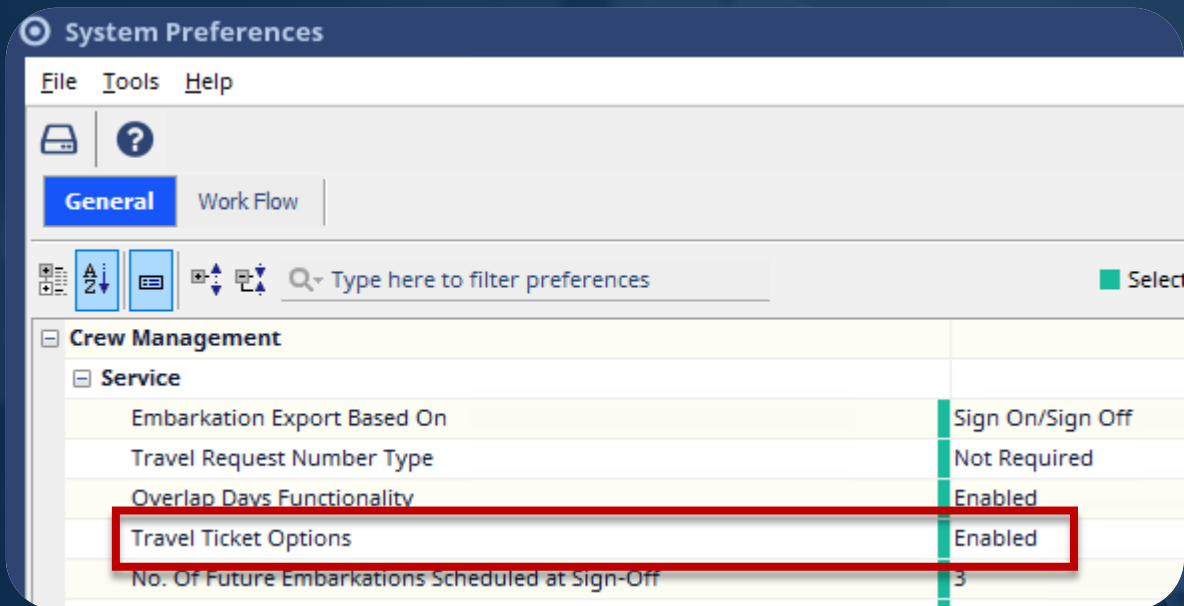 System Preferences
File Tools Help
General Work Flow
Type here to filter preferences Select
Crew Management
Service
Embarkation Export Based On Sign On/Sign Off
Travel Request Number Type Not Required
Overlap Days Functionality Enabled
Travel Ticket Options Enabled
No. Of Future Embarkations Scheduled at Sign-Off 3